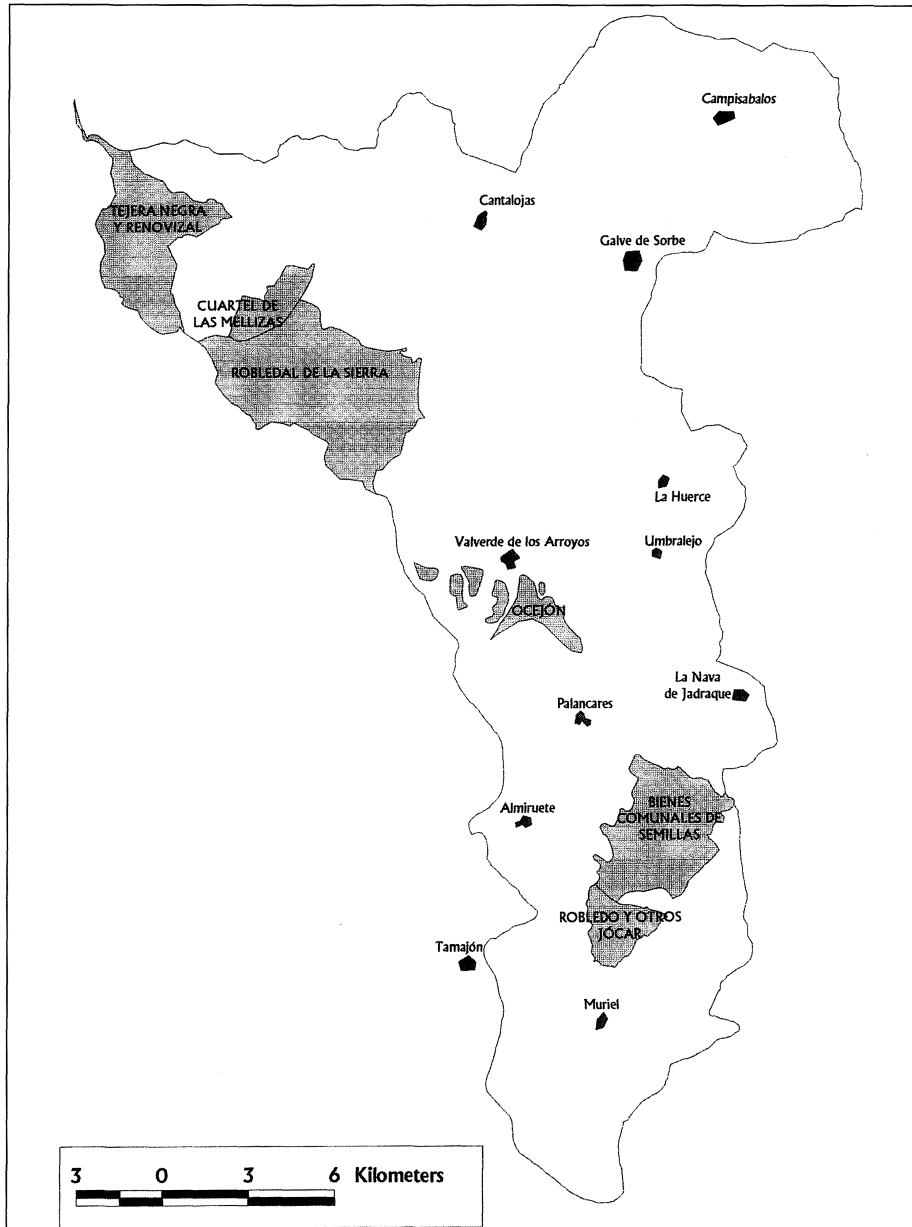 Campisabalos
Cantalojas
TEJERA NEGRA
Y RENOVIZAL
Galve de Sorbe
CUARTEL DE
LAS MELLIZAS
ROBLEDAL DE LA SIERRA
La Huerce
Valverde de los Arroyos
Umbralejo
OCEJÓN
La Nava
de Jadraque
Palancares
Almiruete
BIENES
COMUNALES DE
SEMILLAS
ROBLEDO Y OTROS
JÓCAR
Tamajón
Muriel
3 0 3 6 Kilometers